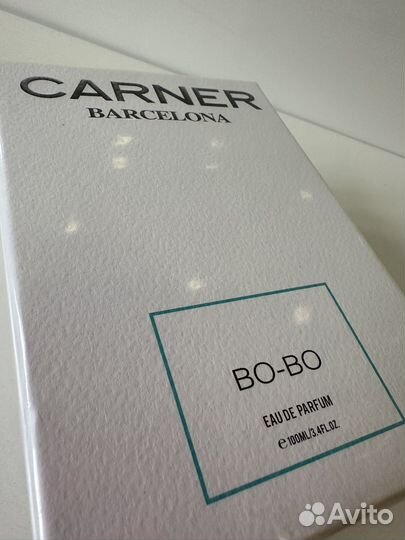 CARNER
BARCELONA
BO-BO
EAU DE PARFUM
℮100ML/3.4FL.OZ.
Avito